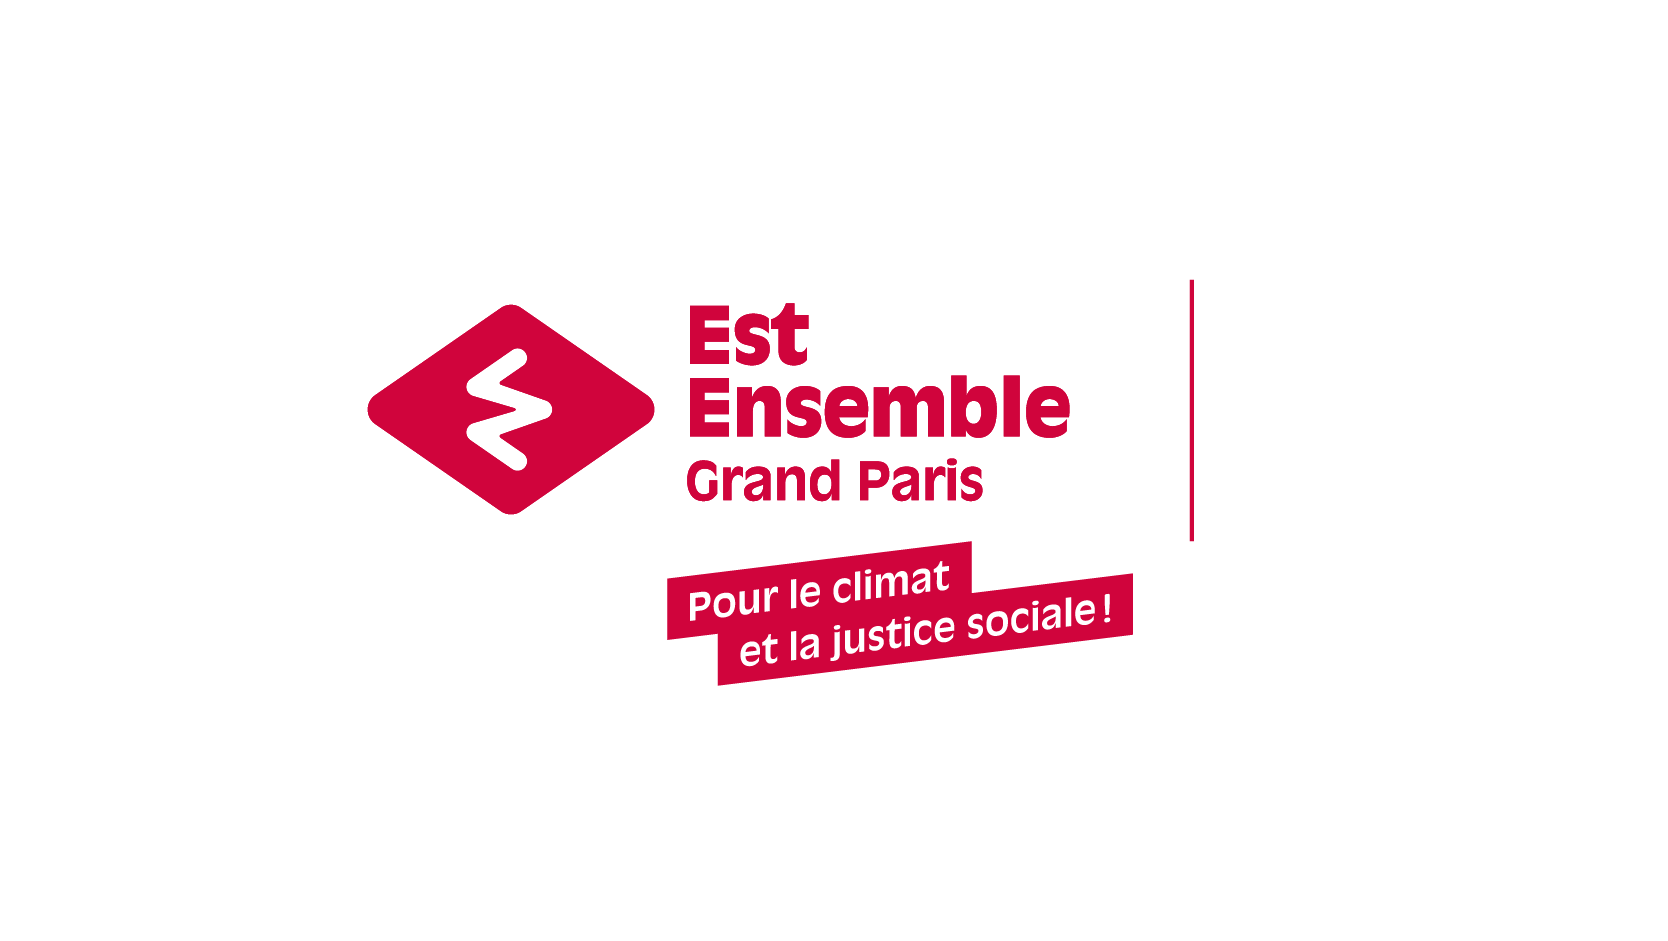 Est
Ensemble
Grand Paris
Pour le climat
et la justice sociale !